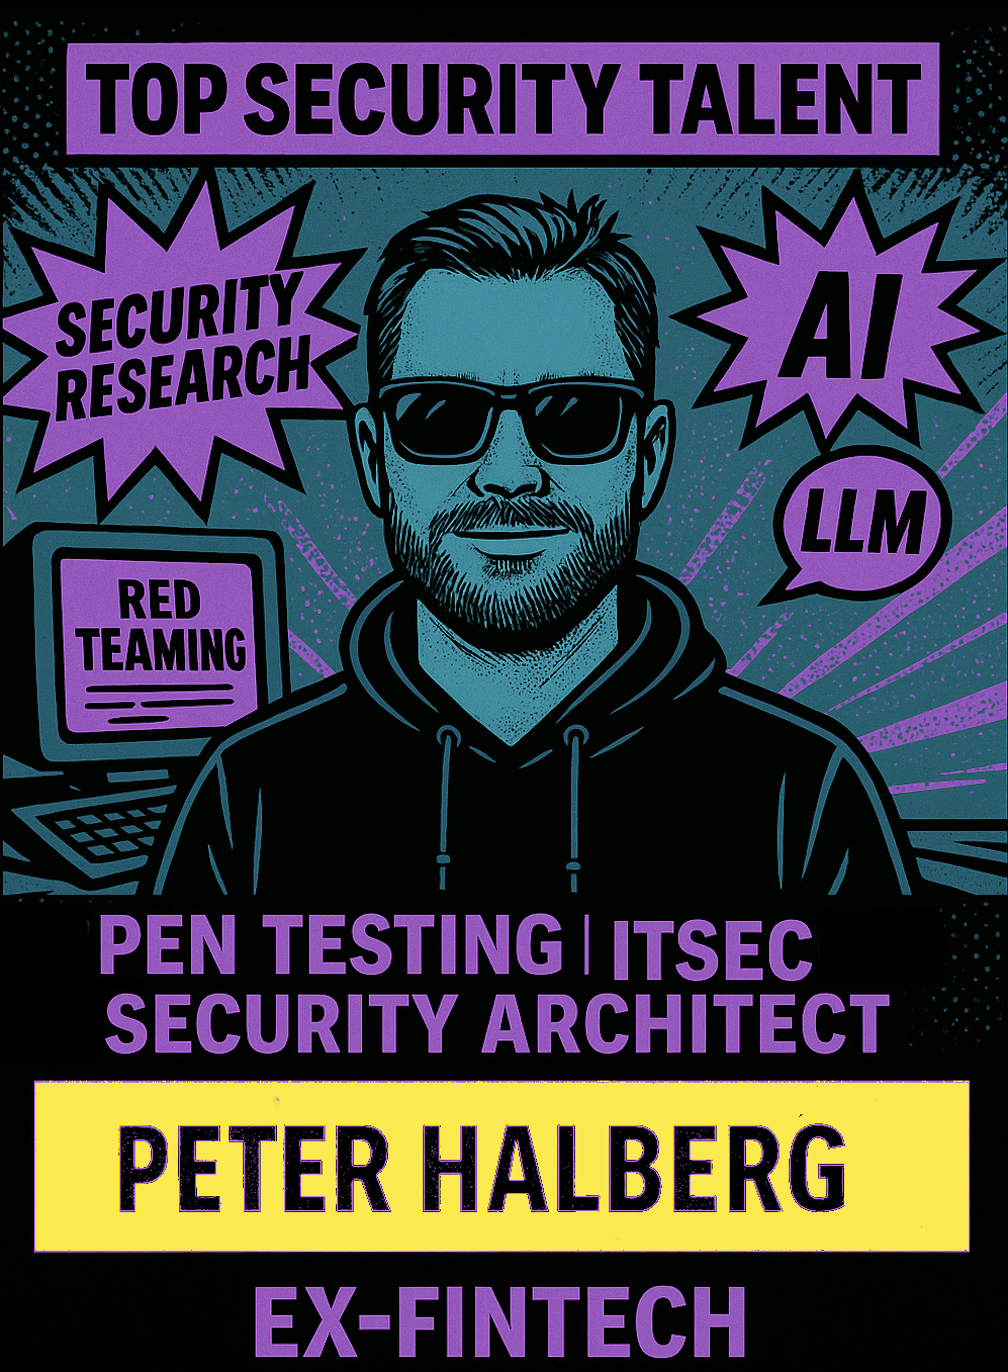 TOP SECURITY TALENT
SECURITY
RESEARCH
AI
LLM
RED
TEAMING
PEN TESTING | ITSEC
SECURITY ARCHITECT
PETER HALBERG
EX-FINTECH